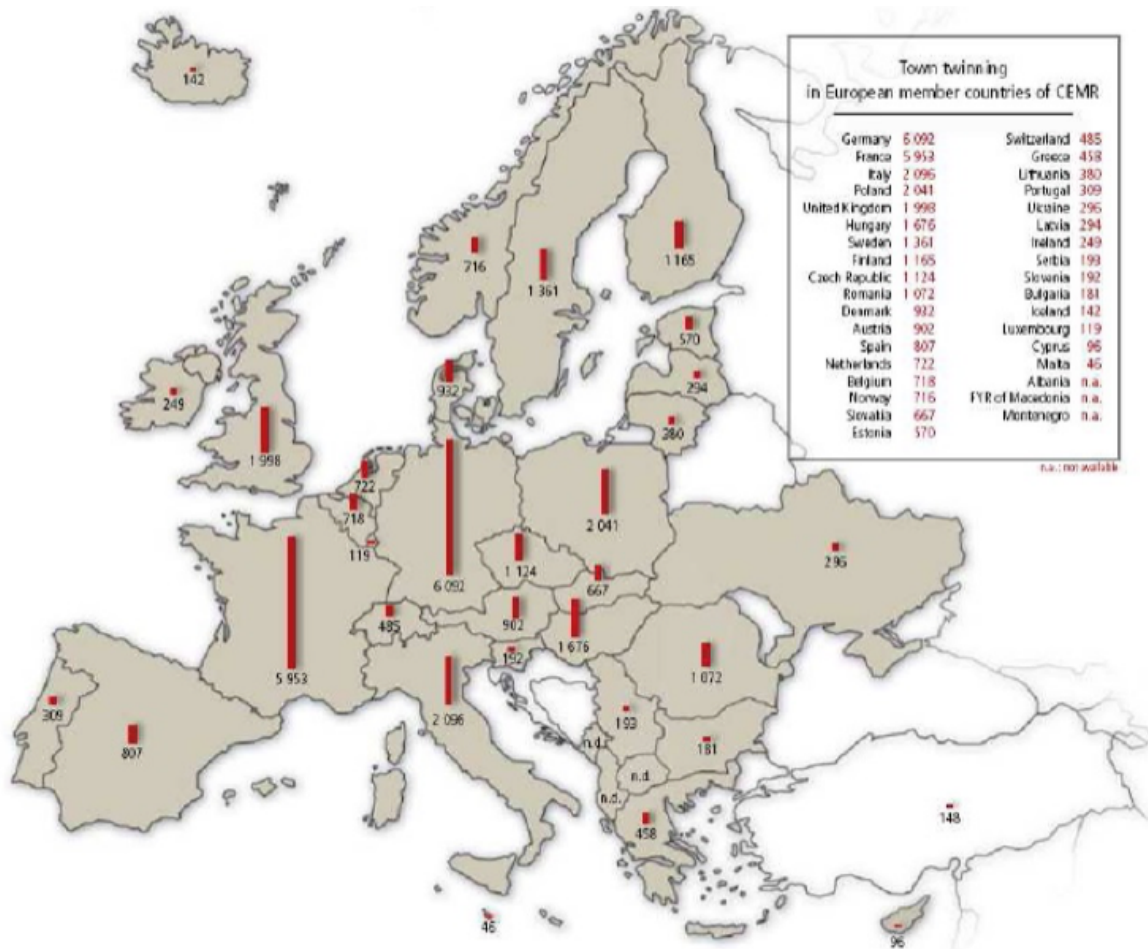 Town twinning
in European member countries of CEMR
Germany 6 092
France 5 953
Italy 2 096
Poland 2 041
United Kingdom 1 998
Hungary 1 676
Sweden 1 361
Finland 1 165
Czech Republic 1 124
Romania 1 072
Denmark 932
Austria 902
Spain 807
Netherlands 722
Belgium 718
Norway 716
Slovakia 667
Estonia 570
Switzerland 485
Greece 458
Lithuania 380
Portugal 309
Ukraine 296
Latvia 294
Ireland 249
Serbia 193
Slovenia 192
Bulgaria 181
Iceland 142
Luxembourg 119
Cyprus 96
Malta 46
Albania n.a.
FYR of Macedonia n.a.
Montenegro n.a.
n.a.: not available
142
716
1 361
1 165
570
294
380
932
249
1 998
722
718
119
6 092
2 041
1 124
667
296
5 953
485
902
1 676
192
1 072
2 096
309
807
193
181
n.d.
n.d.
n.d.
458
148
46
96